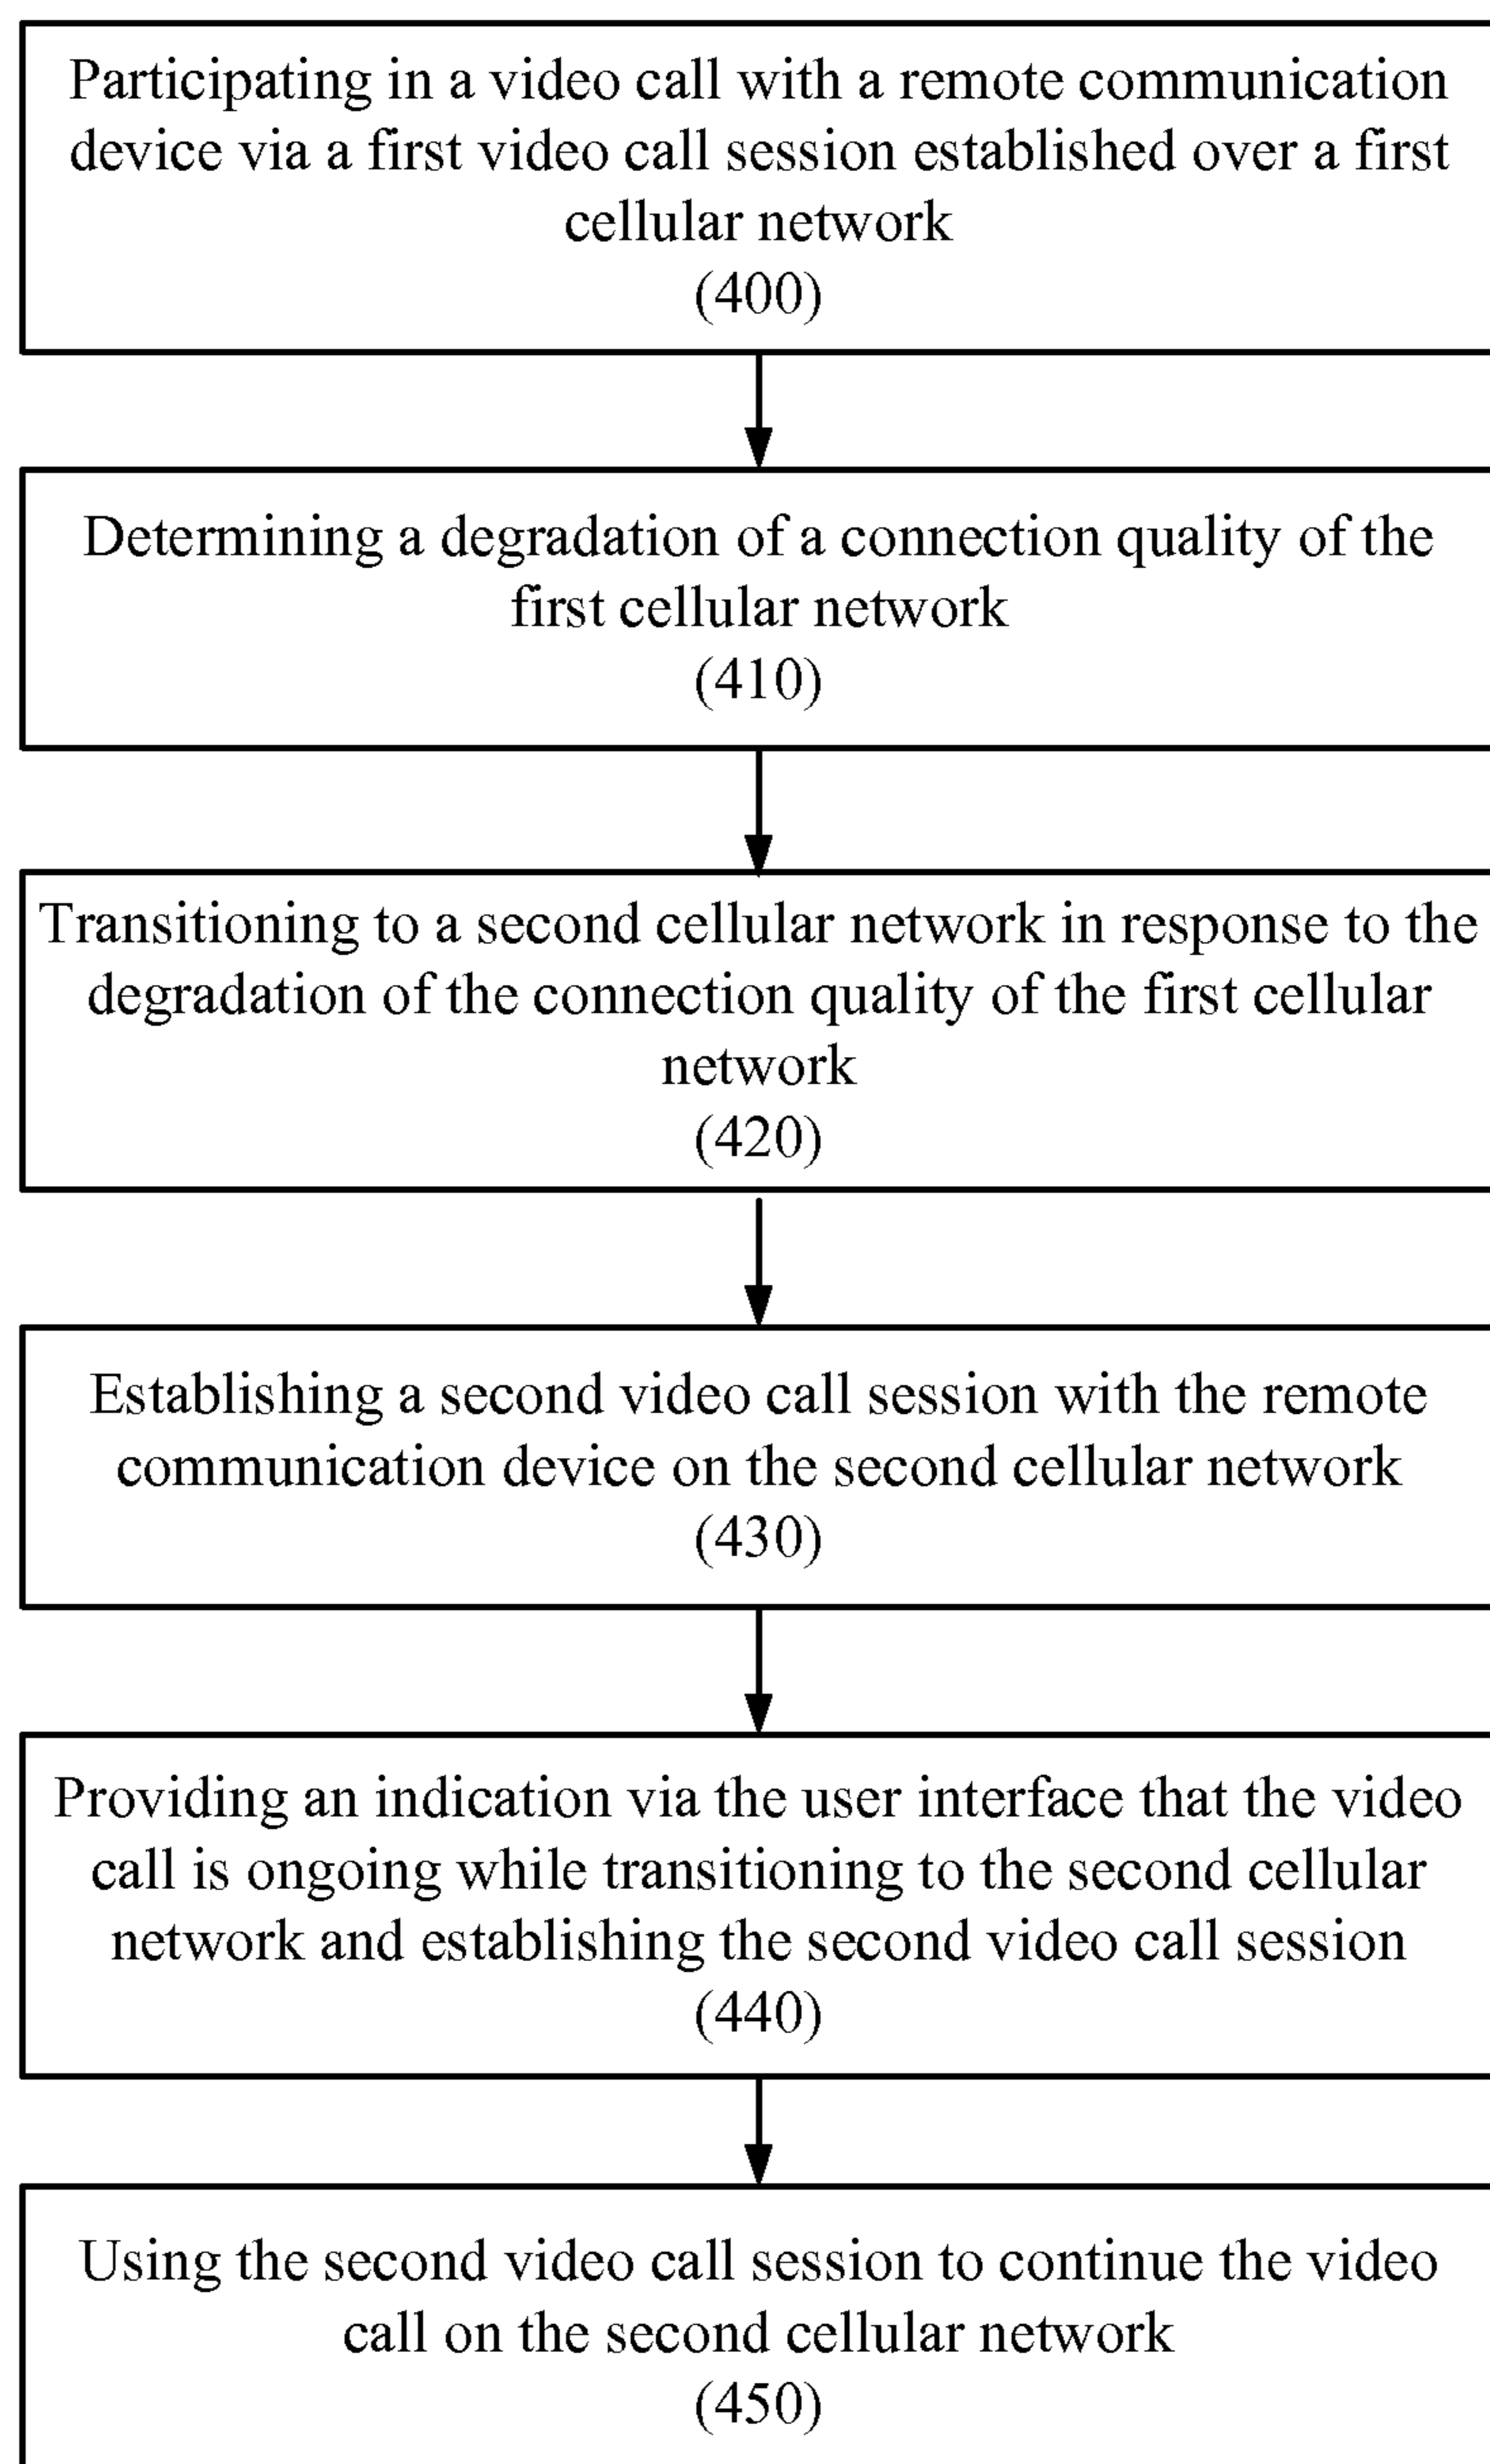 Participating in a video call with a remote communication
device via a first video call session established over a first
cellular network
(400)
Determining a degradation of a connection quality of the
first cellular network
(410)
Transitioning to a second cellular network in response to the
degradation of the connection quality of the first cellular
network
(420)
Establishing a second video call session with the remote
communication device on the second cellular network
(430)
Providing an indication via the user interface that the video
call is ongoing while transitioning to the second cellular
network and establishing the second video call session
(440)
Using the second video call session to continue the video
call on the second cellular network
(450)